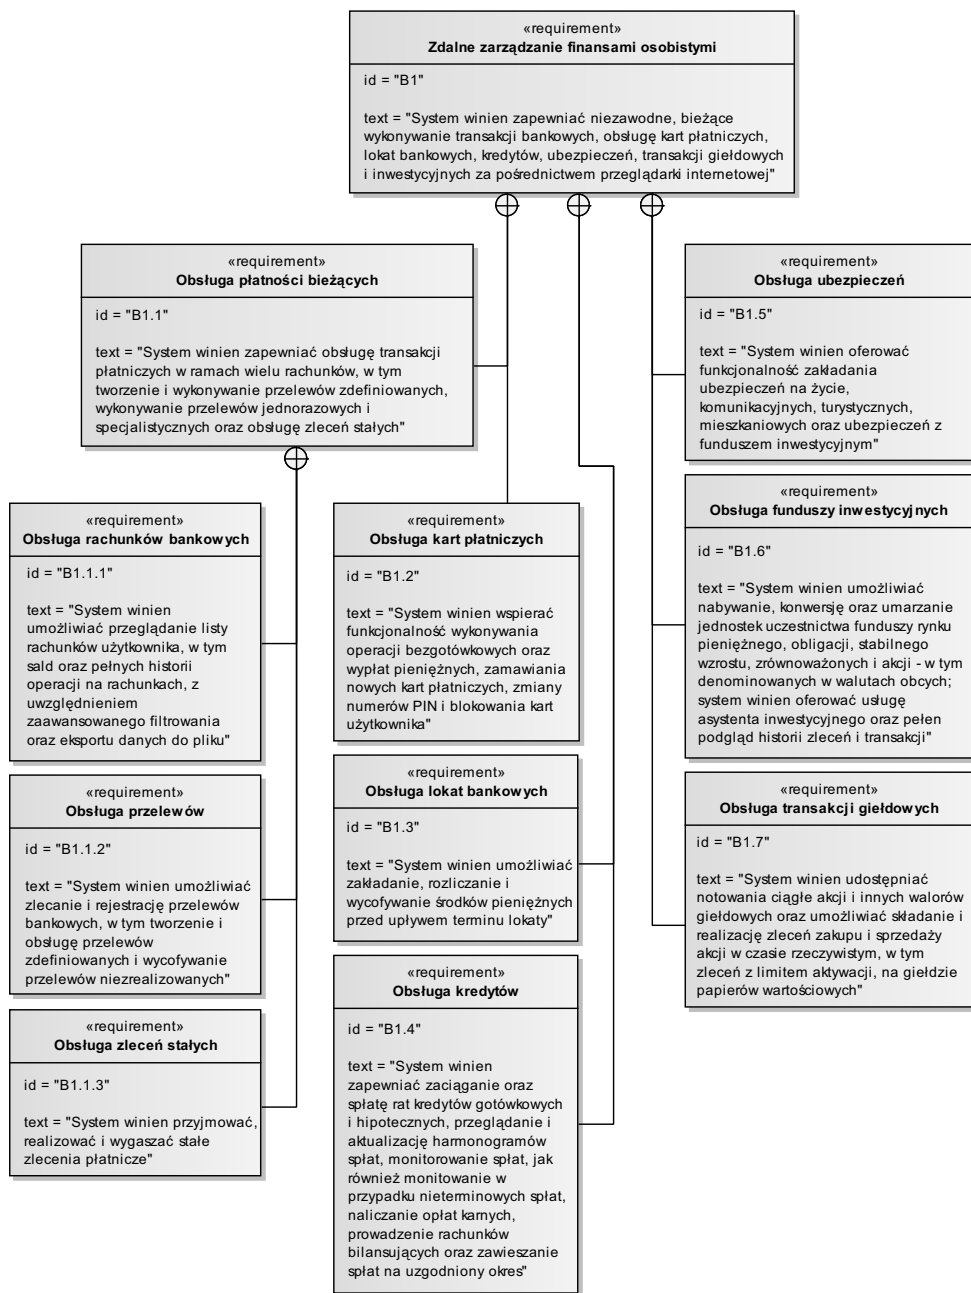 «requirement»
Zdalne zarządzanie finansami osobistymi
id = "B1"
text = "System winien zapewniać niezawodne, bieżące
wykonywanie transakcji bankowych, obsługę kart płatniczych,
lokat bankowych, kredytów, ubezpieczeń, transakcji giełdowych
i inwestycyjnych za pośrednictwem przeglądarki internetowej"
«requirement»
Obsługa płatności bieżących
id = "B1.1"
text = "System winien zapewniać obsługę transakcji
płatniczych w ramach wielu rachunków, w tym
tworzenie i wykonywanie przelewów zdefiniowanych,
wykonywanie przelewów jednorazowych i
specjalistycznych oraz obsługę zleceń stałych"
«requirement»
Obsługa ubezpieczeń
id = "B1.5"
text = "System winien oferować
funkcjonalność zakładania
ubezpieczeń na życie,
komunikacyjnych, turystycznych,
mieszkaniowych oraz ubezpieczeń z
funduszem inwestycyjnym"
«requirement»
Obsługa rachunków bankowych
id = "B1.1.1"
text = "System winien
umożliwiać przeglądanie listy
rachunków użytkownika, w tym
sald oraz pełnych historii
operacji na rachunkach, z
uwzględnieniem
zaawansowanego filtrowania
oraz eksportu danych do pliku"
«requirement»
Obsługa kart płatniczych
id = "B1.2"
text = "System winien wspierać
funkcjonalność wykonywania
operacji bezgotówkowych oraz
wypłat pieniężnych, zamawiania
nowych kart płatniczych, zmiany
numerów PIN i blokowania kart
użytkownika"
«requirement»
Obsługa funduszy inwestycyjnych
id = "B1.6"
text = "System winien umożliwiać
nabywanie, konwersję oraz umarzanie
jednostek uczestnictwa funduszy rynku
pieniężnego, obligacji, stabilnego
wzrostu, zrównoważonych i akcji - w tym
denominowanych w walutach obcych;
system winien oferować usługę
asystenta inwestycyjnego oraz pełen
podgląd historii zleceń i transakcji"
«requirement»
Obsługa przelewów
id = "B1.1.2"
text = "System winien umożliwiać
zlecanie i rejestrację przelewów
bankowych, w tym tworzenie i
obsługę przelewów
zdefiniowanych i wycofywanie
przelewów niezrealizowanych"
«requirement»
Obsługa lokat bankowych
id = "B1.3"
text = "System winien umożliwiać
zakładanie, rozliczanie i
wycofywanie środków pieniężnych
przed upływem terminu lokaty"
«requirement»
Obsługa transakcji giełdowych
id = "B1.7"
text = "System winien udostępniać
notowania ciągłe akcji i innych walorów
giełdowych oraz umożliwiać składanie i
realizację zleceń zakupu i sprzedaży
akcji w czasie rzeczywistym, w tym
zleceń z limitem aktywacji, na giełdzie
papierów wartościowych"
«requirement»
Obsługa zleceń stałych
id = "B1.1.3"
text = "System winien przyjmować,
realizować i wygaszać stałe
zlecenia płatnicze"
«requirement»
Obsługa kredytów
id = "B1.4"
text = "System winien
zapewniać zaciąganie oraz
spłatę rat kredytów gotówkowych
i hipotecznych, przeglądanie i
aktualizację harmonogramów
spłat, monitorowanie spłat, jak
również monitowanie w
przypadku nieterminowych spłat,
naliczanie opłat karnych,
prowadzenie rachunków
bilansujących oraz zawieszanie
spłat na uzgodniony okres"